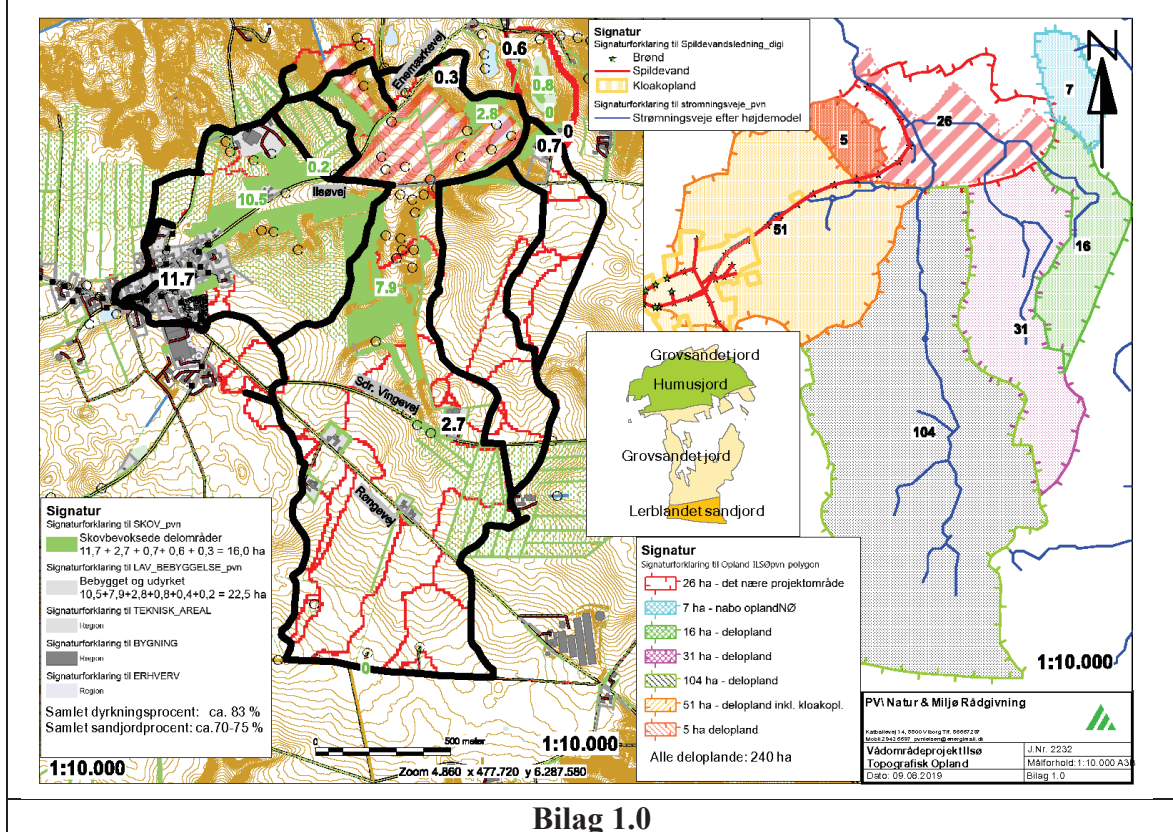 Enemærkevej
0.6
0.3
0.8
2.8
0
0
0.7
0.2
Ilsøvej
10.5
11.7
7.9
Sdr. Vingevej
2.7
Røngevej
0
Signatur
Signaturforklaring til SKOV_pvn
Skovbevoksede delområder
11,7 + 2,7 + 0,7+ 0,6 + 0,3 = 16,0 ha
Signaturforklaring til LAV_BEBYGGELSE_pvn
Bebygget og udyrket
10,5+7,9+2,8+0,8+0,4+0,2 = 22,5 ha
Signaturforklaring til TEKNISK_AREAL
Region
Signaturforklaring til BYGNING
Region
Signaturforklaring til ERHVERV
Region
Samlet dyrkningsprocent: ca. 83 %
Samlet sandjordprocent: ca.70-75 %
1:10.000
0 500 meter
1:10.000
Zoom 4.860 x 477.720 y 6.287.580
Signatur
Signaturforklaring til Spildevandsledning_digi
Brønd
Spildevand
Kloakopland
Signaturforklaring til strømningsveje_pvn
Strømningsveje efter højdemodel
N
7
26
5
51
16
31
104
Grovsandet jord
Humusjord
Grovsandet jord
Lerblandet sandjord
Signatur
Signaturforklaring til Opland ILSØpvn polygon
26 ha - det nære projektområde
7 ha - nabo oplandNØ
16 ha - delopland
31 ha - delopland
104 ha - delopland
51 ha - delopland inkl. kloakopl.
5 ha delopland
Alle deloplande: 240 ha
1:10.000
PV\ Natur & Miljø Rådgivning
Vådområdeprojekt Ilsø
Topografisk Opland
Dato: 09.08.2019
J.Nr. 2232
Målforhold: 1:10.000 A3
Bilag 1.0
Bilag 1.0